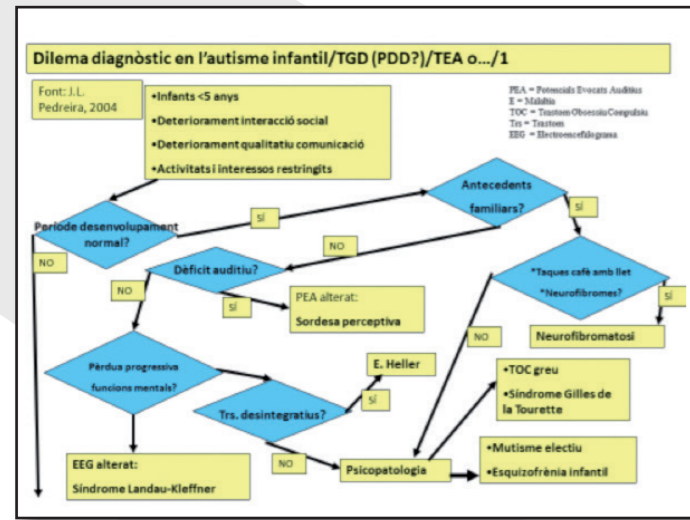 Dilema diagnòstic en l'autisme infantil/TGD (PDD?)/TEA o.../1
Font: J.L.
Pedreira, 2004
•Infants <5 anys
•Deteriorament interacció social
•Deteriorament qualitatiu comunicació
•Activitats i interessos restringits
PEA = Potencials Evocats Auditius
E = Malaltia
TOC = Trastorn Obsessiu Compulsiu
Trs = Trastorn
EEG = Electroencefalograma
Període desenvolupament
normal?
SÍ
NO
Antecedents
familiars?
SÍ
NO
Dèficit auditiu?
NO
SÍ
PEA alterat:
Sordesa perceptiva
*Taques cafè amb llet
*Neurofibromes?
SÍ
NO
Neurofibromatosi
Pèrdua progressiva
funcions mentals?
E. Heller
SÍ
Trs. desintegratius?
NO
•TOC greu
•Síndrome Gilles de
la Tourette
EEG alterat:
Síndrome Landau-Kleffner
Psicopatologia
•Mutisme electiu
•Esquizofrènia infantil